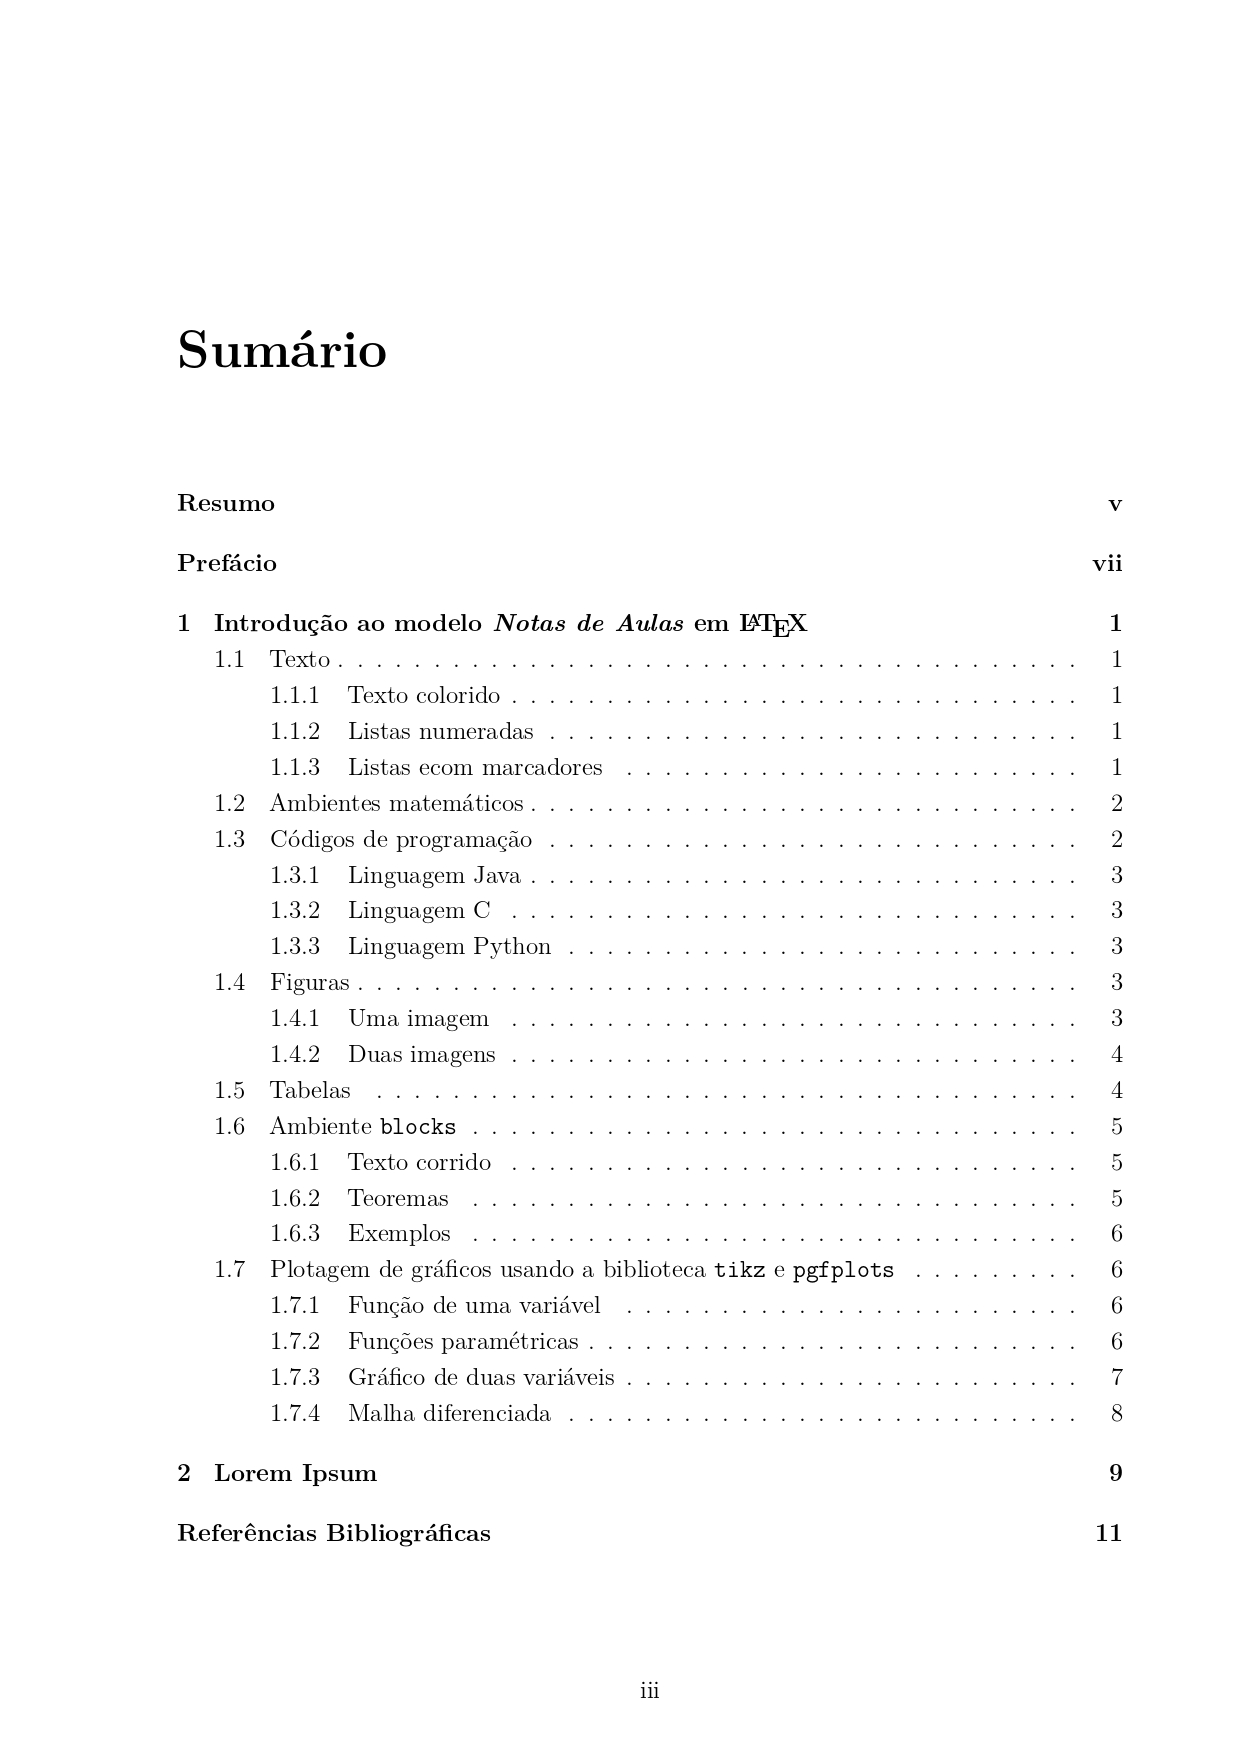 Sumário
Resumo v
Prefácio vii
1 Introdução ao modelo Notas de Aulas em LATEX 1
1.1 Texto . . . . . . . . . . . . . . . . . . . . . . . . . . . . . . . . . . . . . . . 1
1.1.1 Texto colorido . . . . . . . . . . . . . . . . . . . . . . . . . . . . . . 1
1.1.2 Listas numeradas . . . . . . . . . . . . . . . . . . . . . . . . . . . . 1
1.1.3 Listas ecom marcadores . . . . . . . . . . . . . . . . . . . . . . . . 1
1.2 Ambientes matemáticos . . . . . . . . . . . . . . . . . . . . . . . . . . . . . 2
1.3 Códigos de programação . . . . . . . . . . . . . . . . . . . . . . . . . . . . 2
1.3.1 Linguagem Java . . . . . . . . . . . . . . . . . . . . . . . . . . . . . 3
1.3.2 Linguagem C . . . . . . . . . . . . . . . . . . . . . . . . . . . . . . 3
1.3.3 Linguagem Python . . . . . . . . . . . . . . . . . . . . . . . . . . . 3
1.4 Figuras . . . . . . . . . . . . . . . . . . . . . . . . . . . . . . . . . . . . . . 3
1.4.1 Uma imagem . . . . . . . . . . . . . . . . . . . . . . . . . . . . . . 3
1.4.2 Duas imagens . . . . . . . . . . . . . . . . . . . . . . . . . . . . . . 4
1.5 Tabelas . . . . . . . . . . . . . . . . . . . . . . . . . . . . . . . . . . . . . 4
1.6 Ambiente blocks . . . . . . . . . . . . . . . . . . . . . . . . . . . . . . . . 5
1.6.1 Texto corrido . . . . . . . . . . . . . . . . . . . . . . . . . . . . . . 5
1.6.2 Teoremas . . . . . . . . . . . . . . . . . . . . . . . . . . . . . . . . 5
1.6.3 Exemplos . . . . . . . . . . . . . . . . . . . . . . . . . . . . . . . . 6
1.7 Plotagem de gráficos usando a biblioteca tikz e pgfplots . . . . . . . . . 6
1.7.1 Função de uma variável . . . . . . . . . . . . . . . . . . . . . . . . 6
1.7.2 Funções paramétricas . . . . . . . . . . . . . . . . . . . . . . . . . . 6
1.7.3 Gráfico de duas variáveis . . . . . . . . . . . . . . . . . . . . . . . . 7
1.7.4 Malha diferenciada . . . . . . . . . . . . . . . . . . . . . . . . . . . 8
2 Lorem Ipsum 9
Referências Bibliográficas 11
iii